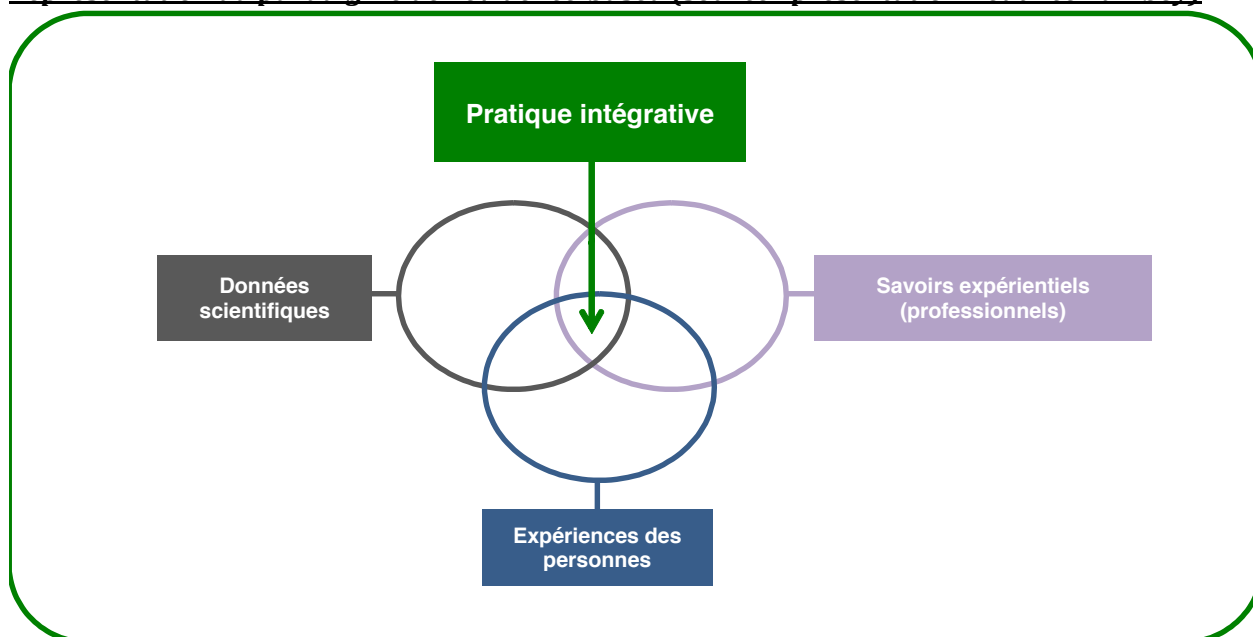 Pratique intégrative
Données
scientifiques
Savoirs expérientiels
(professionnels)
Expériences des
personnes